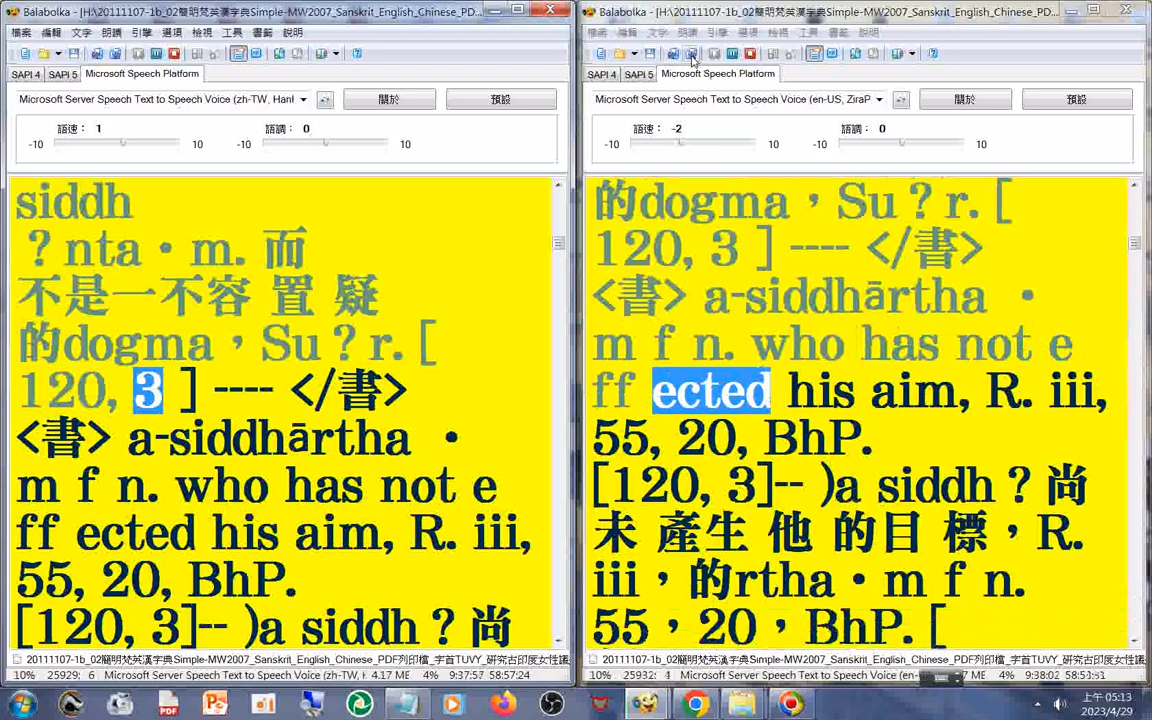 Balabolka - [H:\20111107-1b_02簡明梵英漢字典Simple-MW2007_Sanskrit_English_Chinese_PD...
檔案 編輯 文字 朗讀 引擎 選項 檢視 工具 書籤 說明
SAPI 4 SAPI 5 Microsoft Speech Platform
Microsoft Server Speech Text to Speech Voice (zh-TW, Hanl
關於 預設
語速： 1 語調： 0
-10 10 -10 10
siddh
？nta·m. 而
不是一不容 置 疑
的dogma，Su？r. [
120, 3 ] ---- </書>
<書> a-siddhārtha ·
m f n. who has not e
ff ected his aim, R. iii,
55, 20, BhP.
[120, 3]-- )a siddh？尚
20111107-1b_02簡明梵英漢字典Simple-MW2007_Sanskrit_English_Chinese_PDF列印檔_字首TUVY_研究古印度女性議
10% 25929; 6 Microsoft Server Speech Text to Speech Voice (zh-TW, H 4.17 MB 4% 9:37:57 58:57:24
Balabolka - [H:\20111107-1b_02簡明梵英漢字典Simple-MW2007_Sanskrit_English_Chinese_PD...
檔案 編輯 文字 朗讀 引擎 選項 檢視 工具 書籤 說明
SAPI 4 SAPI 5 Microsoft Speech Platform
Microsoft Server Speech Text to Speech Voice (en-US, ZiraP
關於 預設
語速： -2 語調： 0
-10 10 -10 10
的dogma，Su？r. [
120, 3 ] ---- </書>
<書> a-siddhārtha ·
m f n. who has not e
ff ected his aim, R. iii,
55, 20, BhP.
[120, 3]-- )a siddh？尚
未 產生 他 的目 標，R.
iii，的rtha·m f n.
55，20，BhP. [
20111107-1b_02簡明梵英漢字典Simple-MW2007_Sanskrit_English_Chinese_PDF列印檔_字首TUVY_研究古印度女性議
10% 25932: Microsoft Server Speech Text to Speech Voice (en-US 4% 9:38:02
上午 05:13
2023/4/29